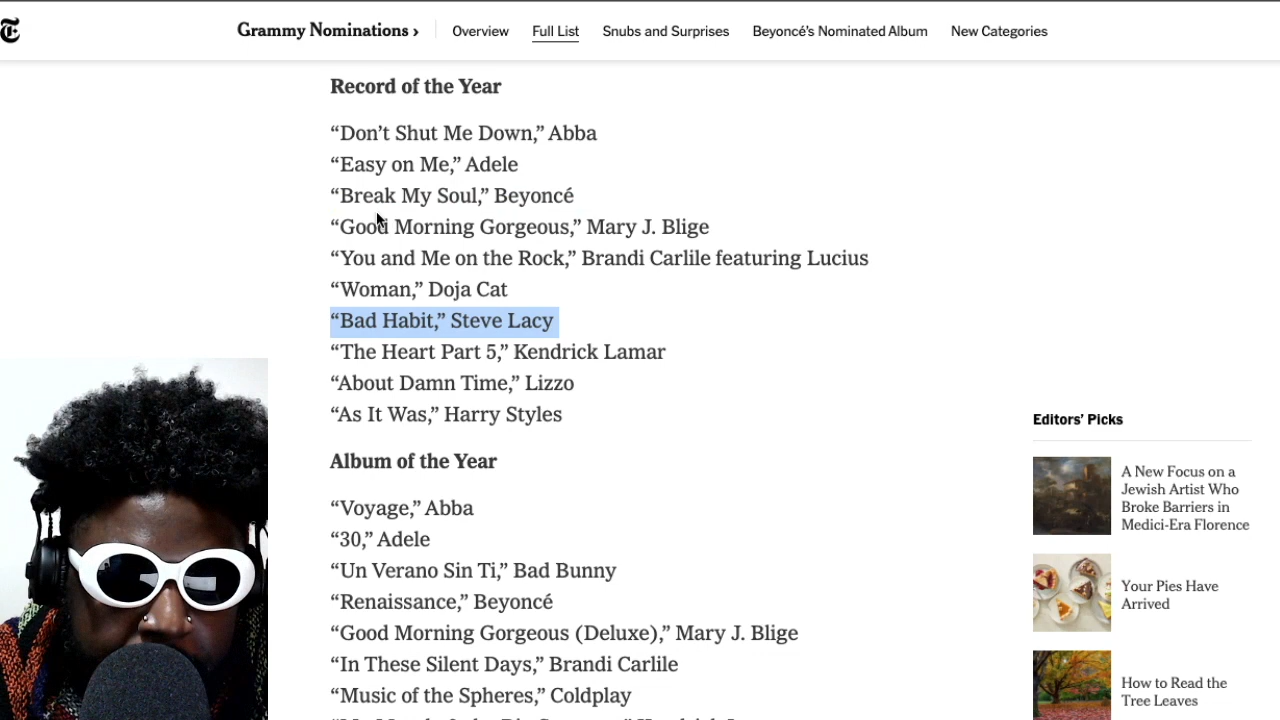 T
Grammy Nominations › Overview Full List Snubs and Surprises Beyoncé's Nominated Album New Categories
Record of the Year
“Don’t Shut Me Down,” Abba
“Easy on Me,” Adele
“Break My Soul,” Beyoncé
“Good Morning Gorgeous,” Mary J. Blige
“You and Me on the Rock,” Brandi Carlile featuring Lucius
“Woman,” Doja Cat
“Bad Habit,” Steve Lacy
“The Heart Part 5,” Kendrick Lamar
“About Damn Time,” Lizzo
“As It Was,” Harry Styles
Album of the Year
“Voyage,” Abba
“30,” Adele
“Un Verano Sin Ti,” Bad Bunny
“Renaissance,” Beyoncé
“Good Morning Gorgeous (Deluxe),” Mary J. Blige
“In These Silent Days,” Brandi Carlile
“Music of the Spheres,” Coldplay
Editors’ Picks
A New Focus on a
Jewish Artist Who
Broke Barriers in
Medici-Era Florence
Your Pies Have
Arrived
How to Read the
Tree Leaves